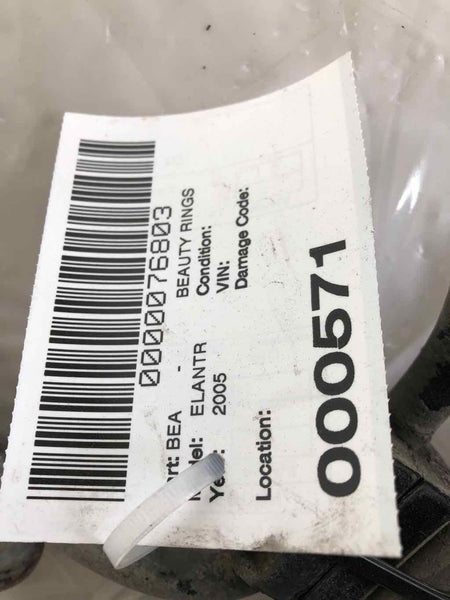 0000076803
rt: BEA - BEAUTY RINGS
del: ELANTR Condition:
Ye : 2005 VIN:
Damage Code:
Location:
000571